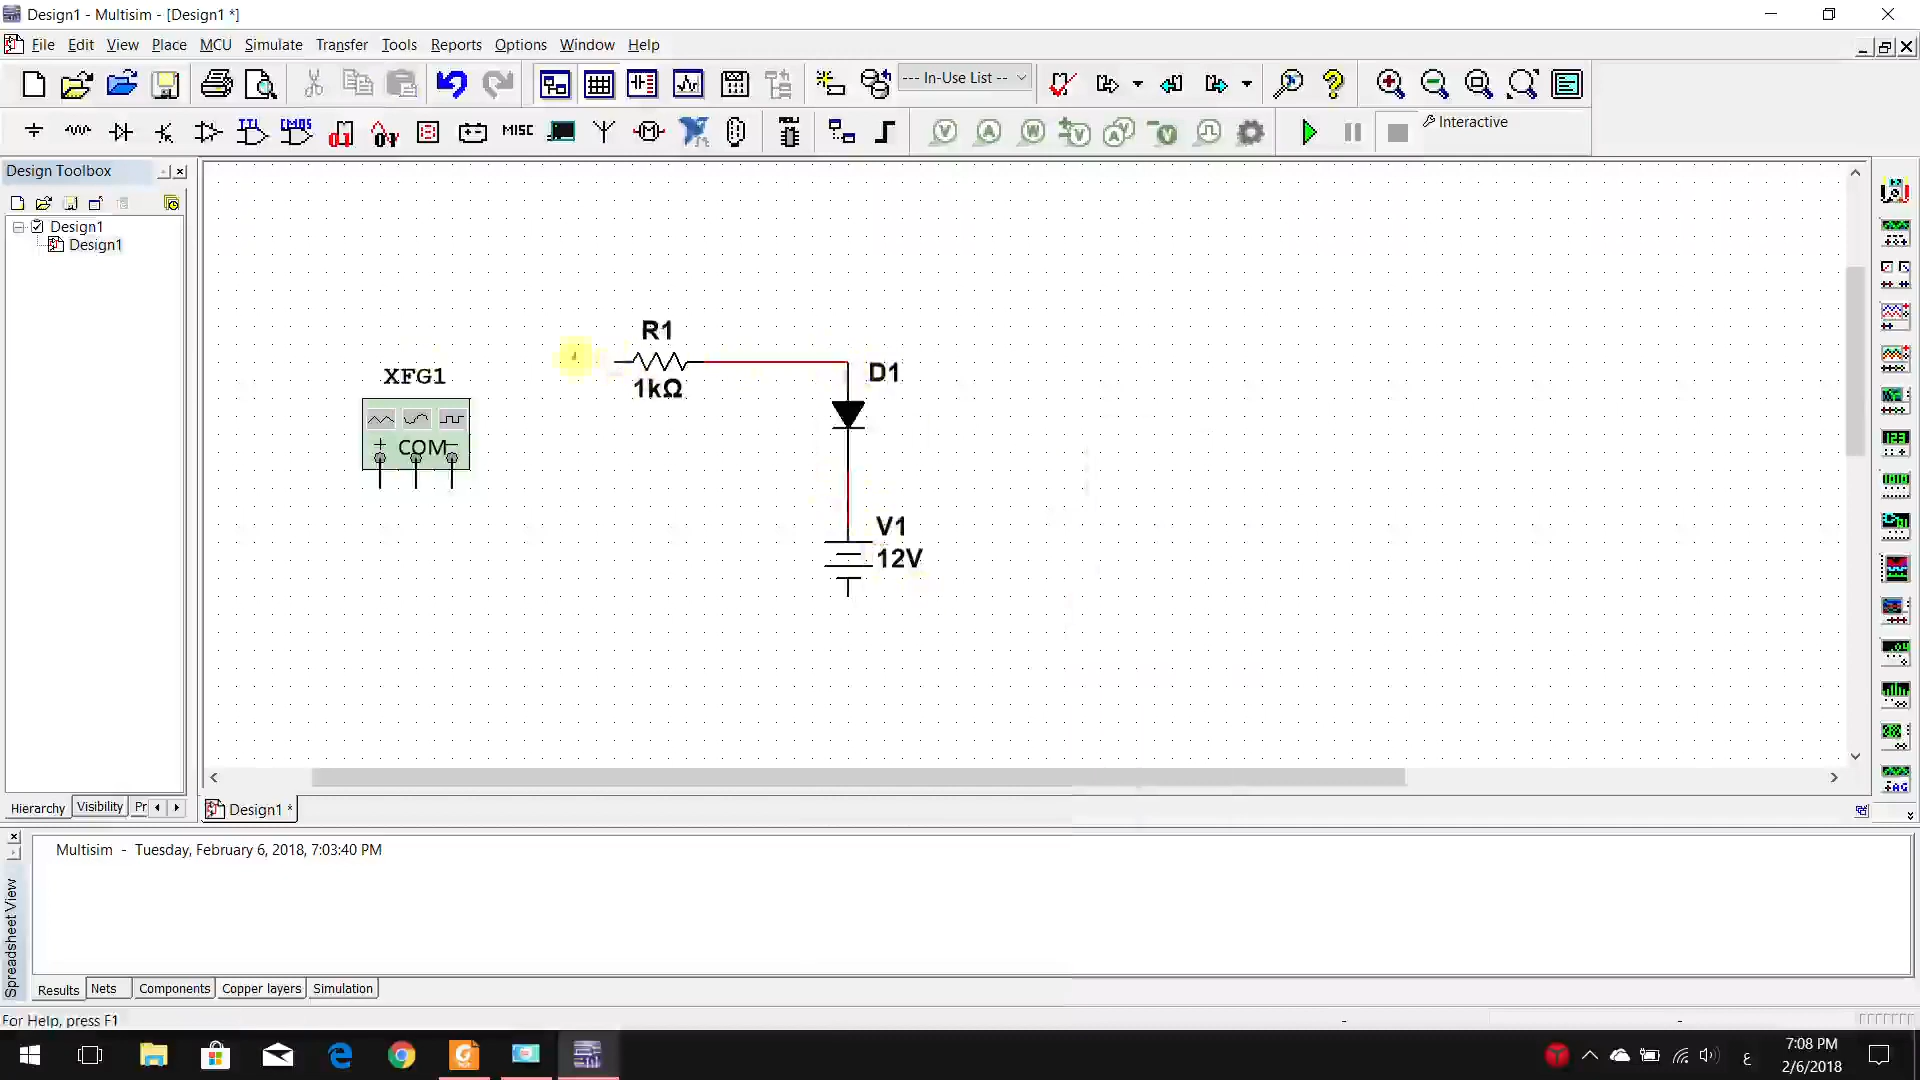 Design1 - Multisim - [Design1 *]
File Edit View Place MCU Simulate Transfer Tools Reports Options Window Help
--- In-Use List --
TTL CMOS MISC Interactive
Design Toolbox
Design1
Design1
R1
1kΩ
XFG1
+ COM -
D1
V1
12V
Hierarchy Visibility Pr
Design1 *
Multisim - Tuesday, February 6, 2018, 7:03:40 PM
Spreadsheet View
Results Nets Components Copper layers Simulation
For Help, press F1
7:08 PM
ع
2/6/2018